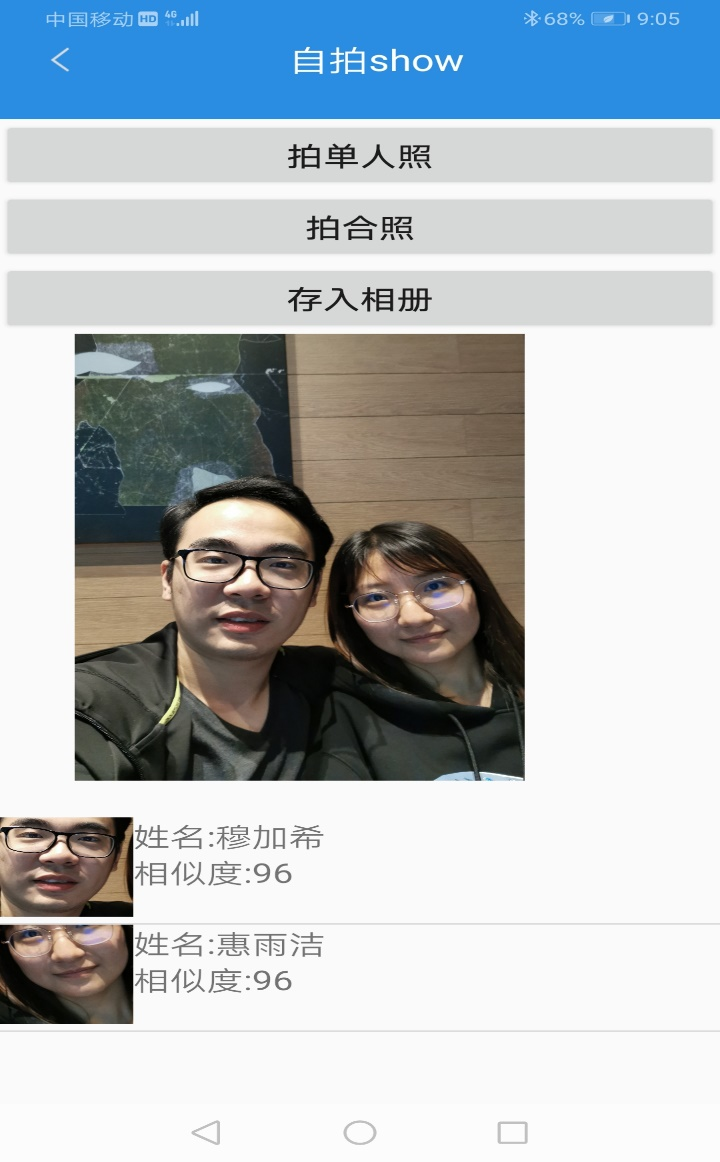 中国移动 HD 4G 68% 9:05
自拍show
拍单人照
拍合照
存入相册
姓名:穆加希
相似度:96
姓名:惠雨洁
相似度:96